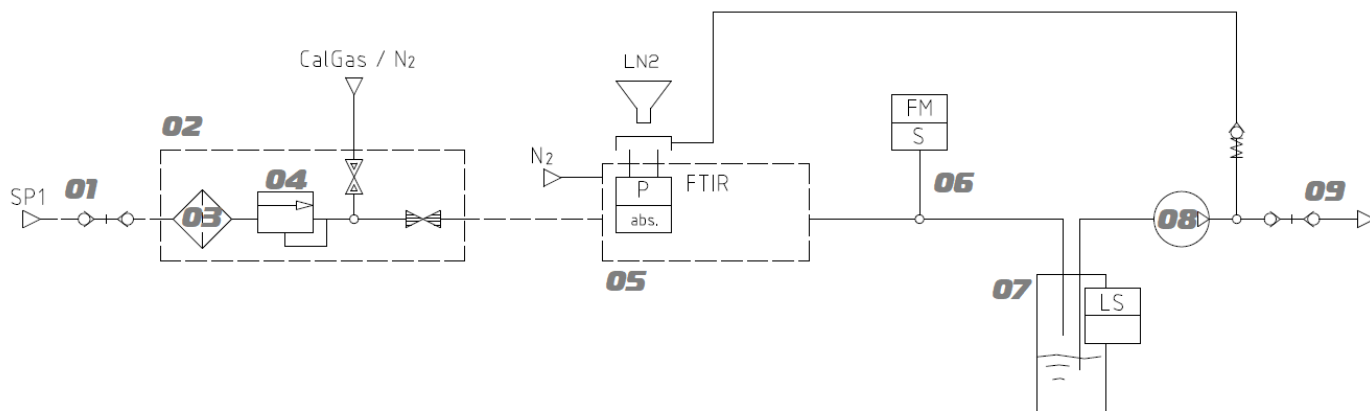 CalGas / N2
LN2
02
FM
S
01
04
N2
P
FTIR
06
09
SP1
03
abs.
08
05
07
LS